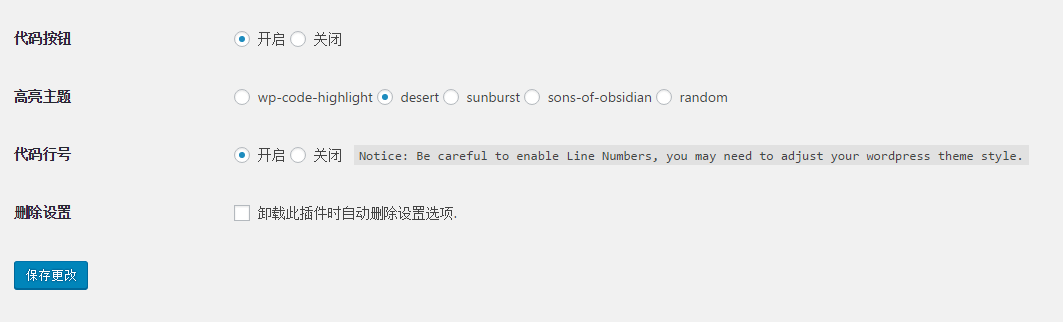 代码按钮 开启 关闭
高亮主题 wp-code-highlight desert sunburst sons-of-obsidian random
代码行号 开启 关闭 Notice: Be careful to enable Line Numbers, you may need to adjust your wordpress theme style.
删除设置 卸载此插件时自动删除设置选项.
保存更改